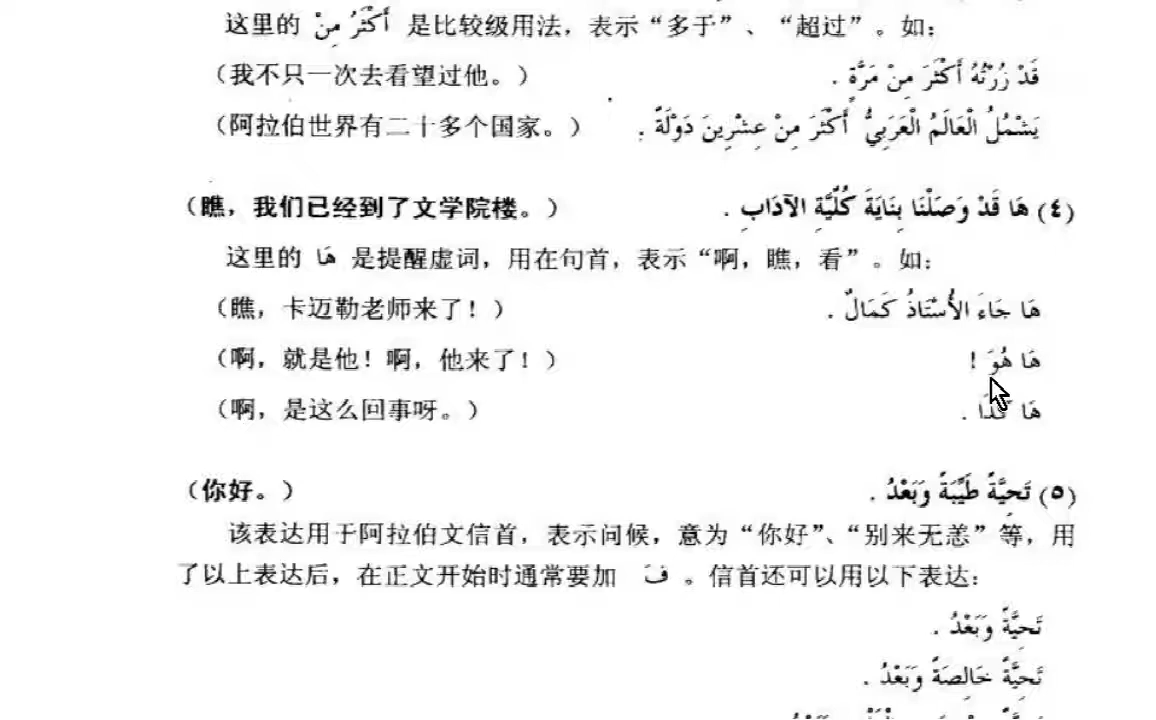 这里的 أَكْثَرُ مِنْ 是比较级用法，表示“多于”、“超过”。如：
（我不只一次去看望过他。） قَدْ زُرْتُهُ أَكْثَرَ مِنْ مَرَّةٍ .
（阿拉伯世界有二十多个国家。） يَشْمُلُ الْعَالَمُ الْعَرَبِيُّ أَكْثَرَ مِنْ عِشْرِينَ دَوْلَةً .
（瞧，我们已经到了文学院楼。） (٤) هَا قَدْ وَصَلْنَا بِنَايَةَ كُلِّيَّةِ الآدَابِ .
这里的 هَا 是提醒虚词，用在句首，表示“啊，瞧，看”。如：
（瞧，卡迈勒老师来了！） هَا جَاءَ الأُسْتَاذُ كَمَالٌ .
（啊，就是他！啊，他来了！） هَا هُوَ !
（啊，是这么回事呀。） هَا كَذَا .
（你好。） (٥) تَحِيَّةً طَيِّبَةً وَبَعْدُ .
该表达用于阿拉伯文信首，表示问候，意为“你好”、“别来无恙”等，用
了以上表达后，在正文开始时通常要加 فَ 。信首还可以用以下表达：
تَحِيَّةً وَبَعْدُ .
تَحِيَّةً خَالِصَةً وَبَعْدُ .